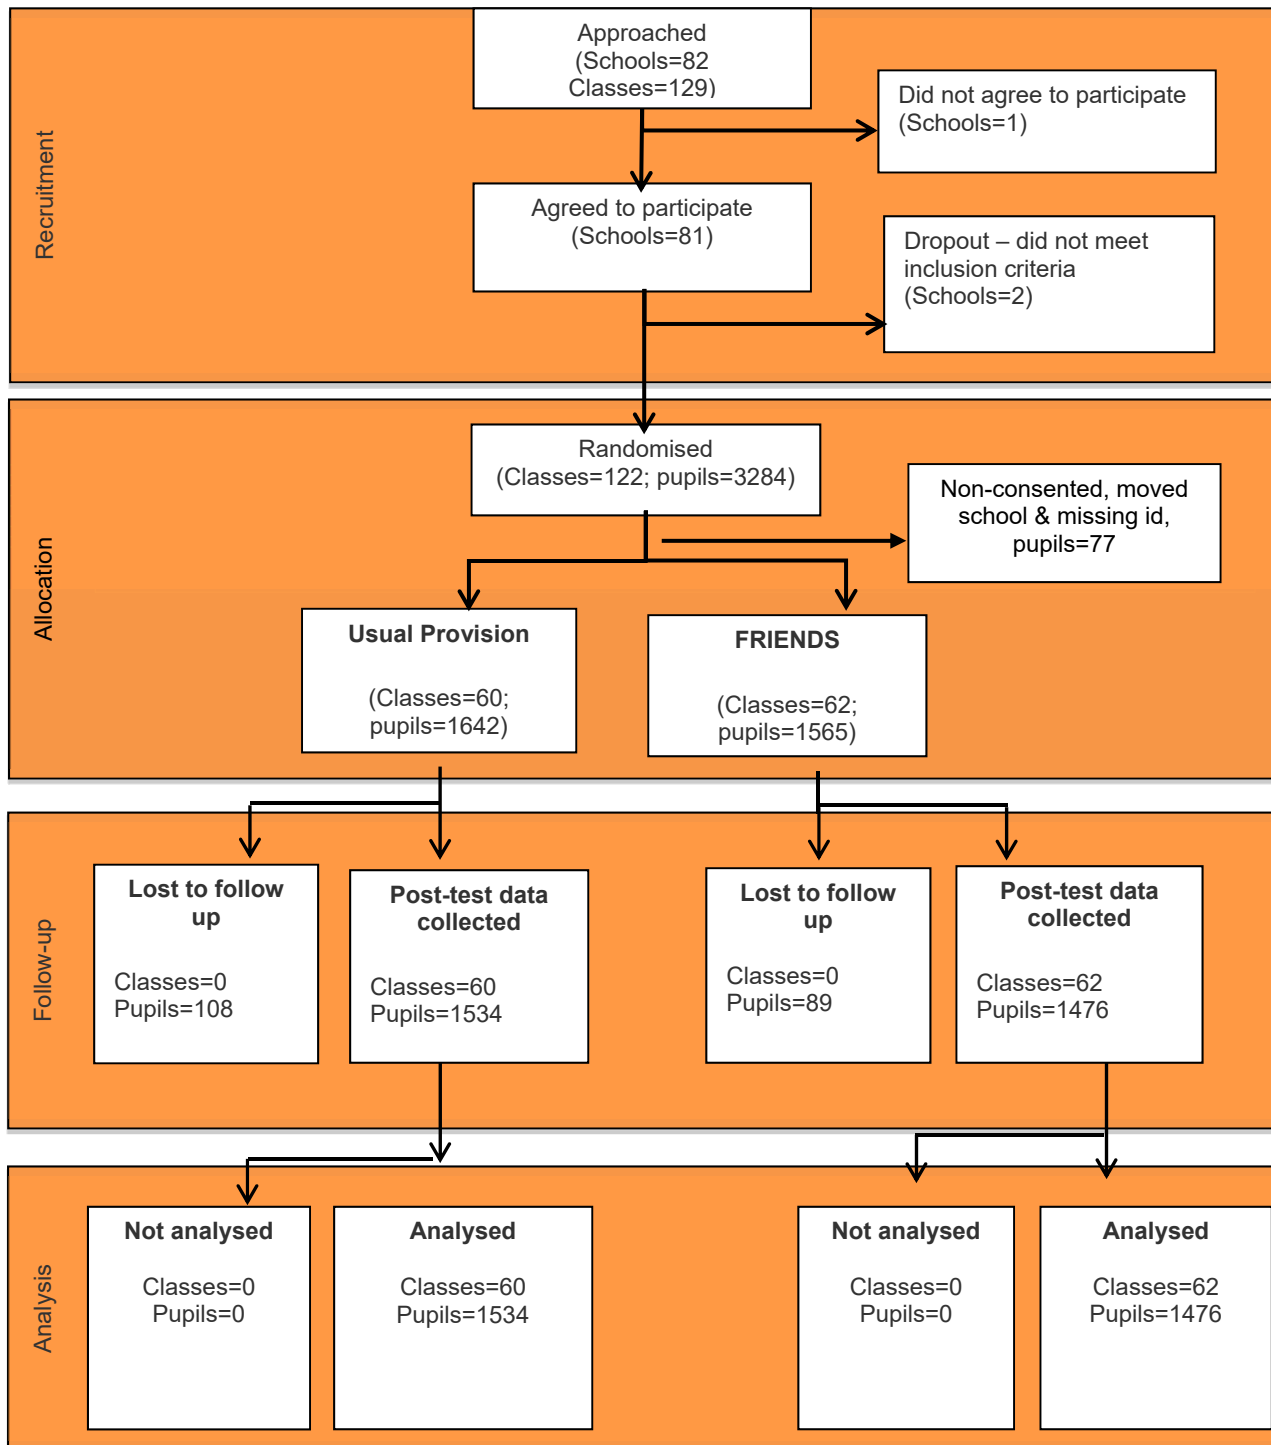 Recruitment
Approached
(Schools=82
Classes=129)
Did not agree to participate
(Schools=1)
Agreed to participate
(Schools=81)
Dropout – did not meet
inclusion criteria
(Schools=2)
Allocation
Randomised
(Classes=122; pupils=3284)
Non-consented, moved
school & missing id,
pupils=77
Usual Provision
(Classes=60;
pupils=1642)
FRIENDS
(Classes=62;
pupils=1565)
Follow-up
Lost to follow
up
Classes=0
Pupils=108
Post-test data
collected
Classes=60
Pupils=1534
Lost to follow
up
Classes=0
Pupils=89
Post-test data
collected
Classes=62
Pupils=1476
Analysis
Not analysed
Classes=0
Pupils=0
Analysed
Classes=60
Pupils=1534
Not analysed
Classes=0
Pupils=0
Analysed
Classes=62
Pupils=1476